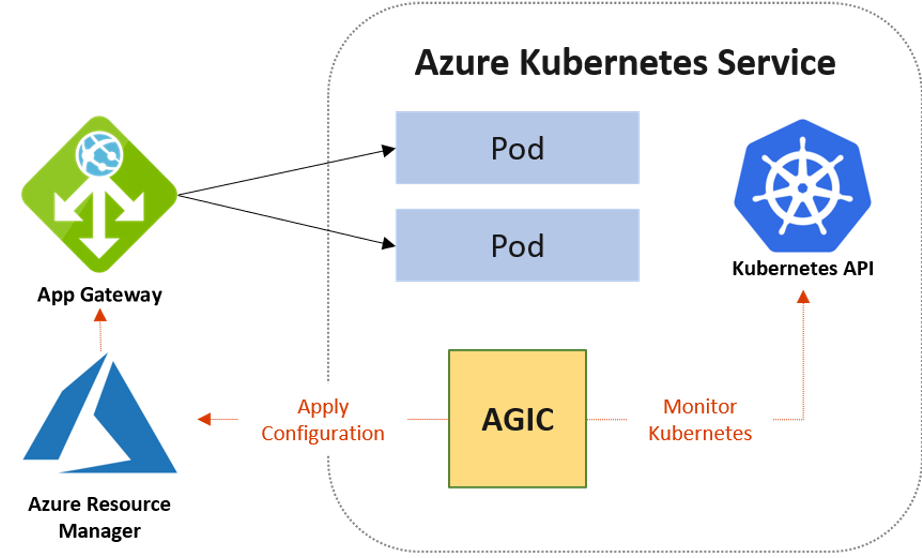 Azure Kubernetes Service
Pod
Pod
App Gateway
Kubernetes API
AGIC
Apply
Configuration
Monitor
Kubernetes
Azure Resource
Manager